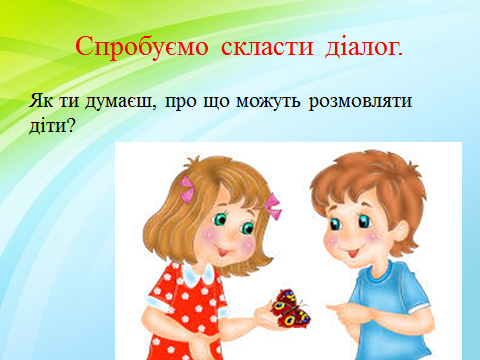 Спробуємо скласти діалог.
Як ти думаєш, про що можуть розмовляти
діти?